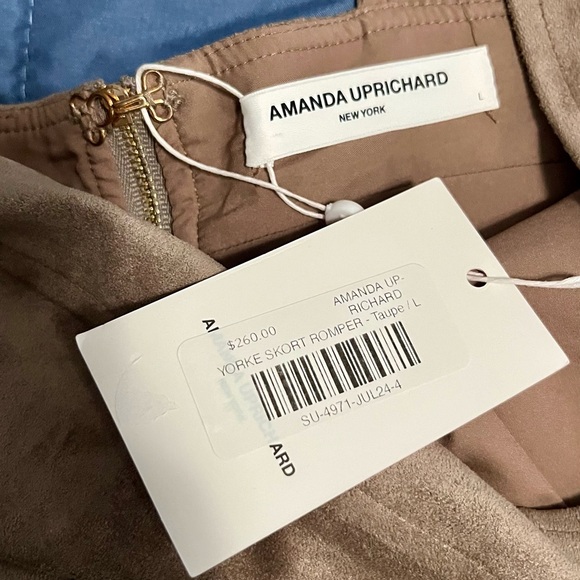 AMANDA UPRICHARD
NEW YORK
L
$260.00
AMANDA UP-
RICHARD
YORKE SKORT ROMPER - Taupe / L
SU-4971-JUL24-4